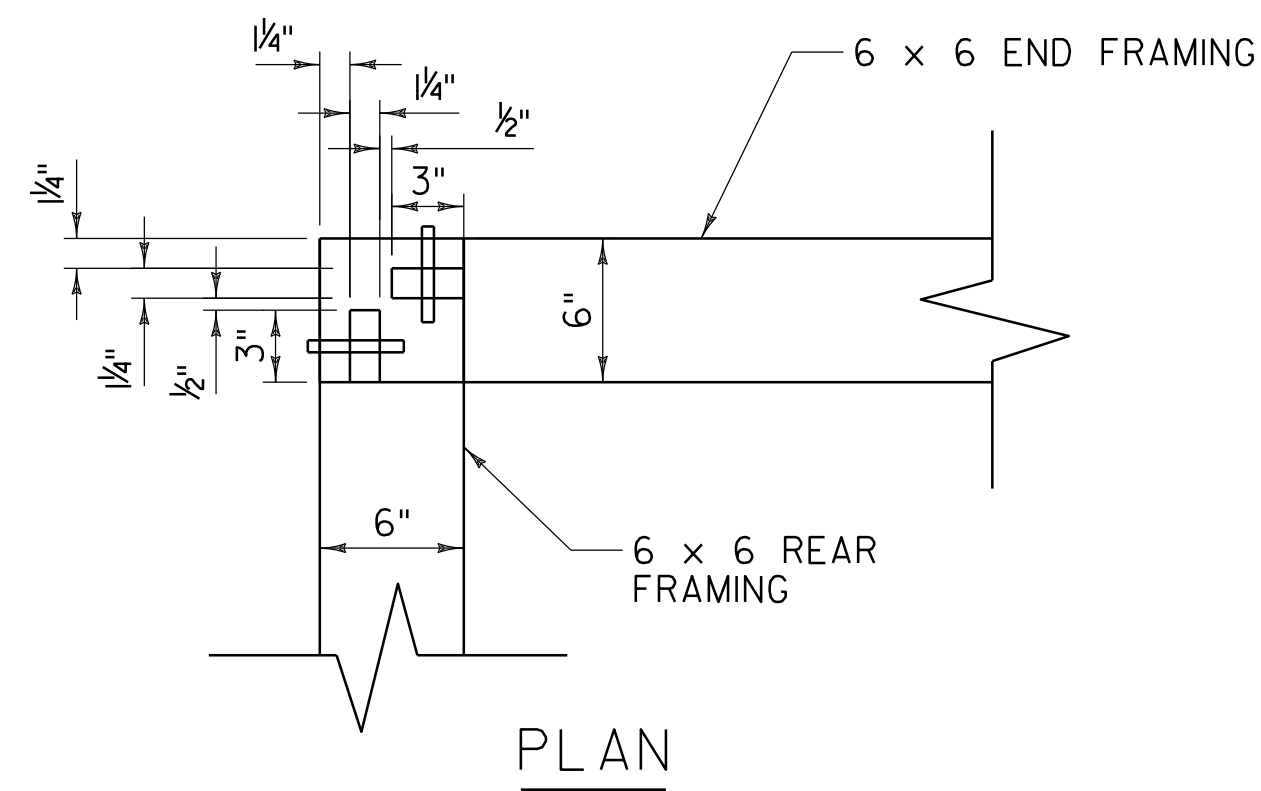 1¼"
6 x 6 END FRAMING
1¼"
½"
3"
1¼"
6"
3"
1¼"
½"
6"
6 x 6 REAR
FRAMING
PLAN